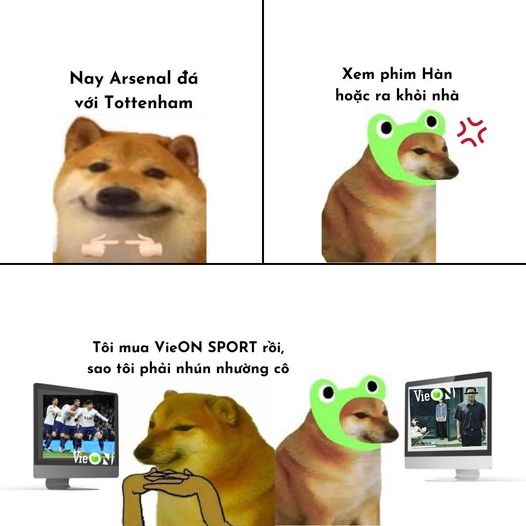 Nay Arsenal đá
với Tottenham
Xem phim Hàn
hoặc ra khỏi nhà
Tôi mua VieON SPORT rồi,
sao tôi phải nhún nhường cô
VieON
VieON